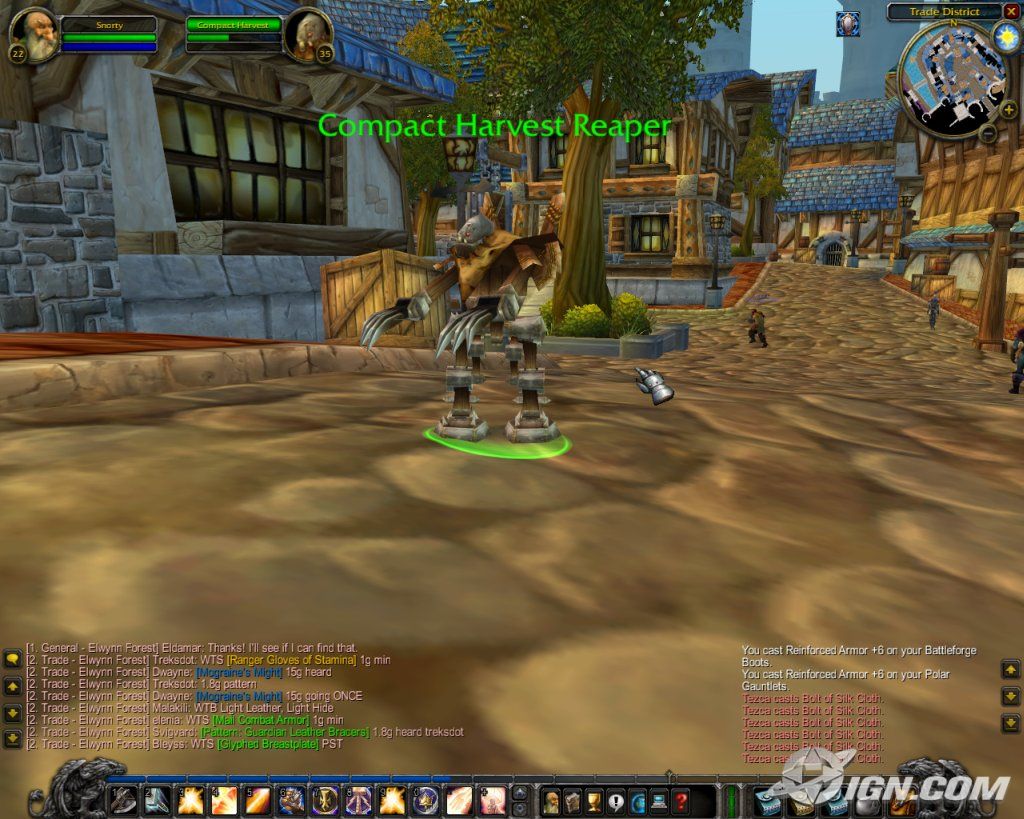 Snorty
22
Compact Harvest
35
Trade District
N
Compact Harvest Reaper
[1. General - Elwynn Forest] Eldamar: Thanks! I'll see if I can find that.
[2. Trade - Elwynn Forest] Treksdot: WTS [Ranger Gloves of Stamina] 1g min
[2. Trade - Elwynn Forest] Dwayne: [Mograine's Might] 15g heard
[2. Trade - Elwynn Forest] Treksdot: 1.8g pattern
[2. Trade - Elwynn Forest] Dwayne: [Mograine's Might] 15g going ONCE
[2. Trade - Elwynn Forest] Malakili: WTB Light Leather, Light Hide
[2. Trade - Elwynn Forest] elenia: WTS [Mail Combat Armor] 1g min
[2. Trade - Elwynn Forest] Svigvard: [Pattern: Guardian Leather Bracers] 1.8g heard treksdot
[2. Trade - Elwynn Forest] Bleyss: WTS [Glyphed Breastplate] PST
You cast Reinforced Armor +6 on your Battleforge
Boots.
You cast Reinforced Armor +6 on your Polar
Gauntlets.
Tezca casts Bolt of Silk Cloth.
Tezca casts Bolt of Silk Cloth.
Tezca casts Bolt of Silk Cloth.
Tezca casts Bolt of Silk Cloth.
Tezca casts Bolt of Silk Cloth.
Tezca casts Bolt of Silk Cloth.
IGN.COM